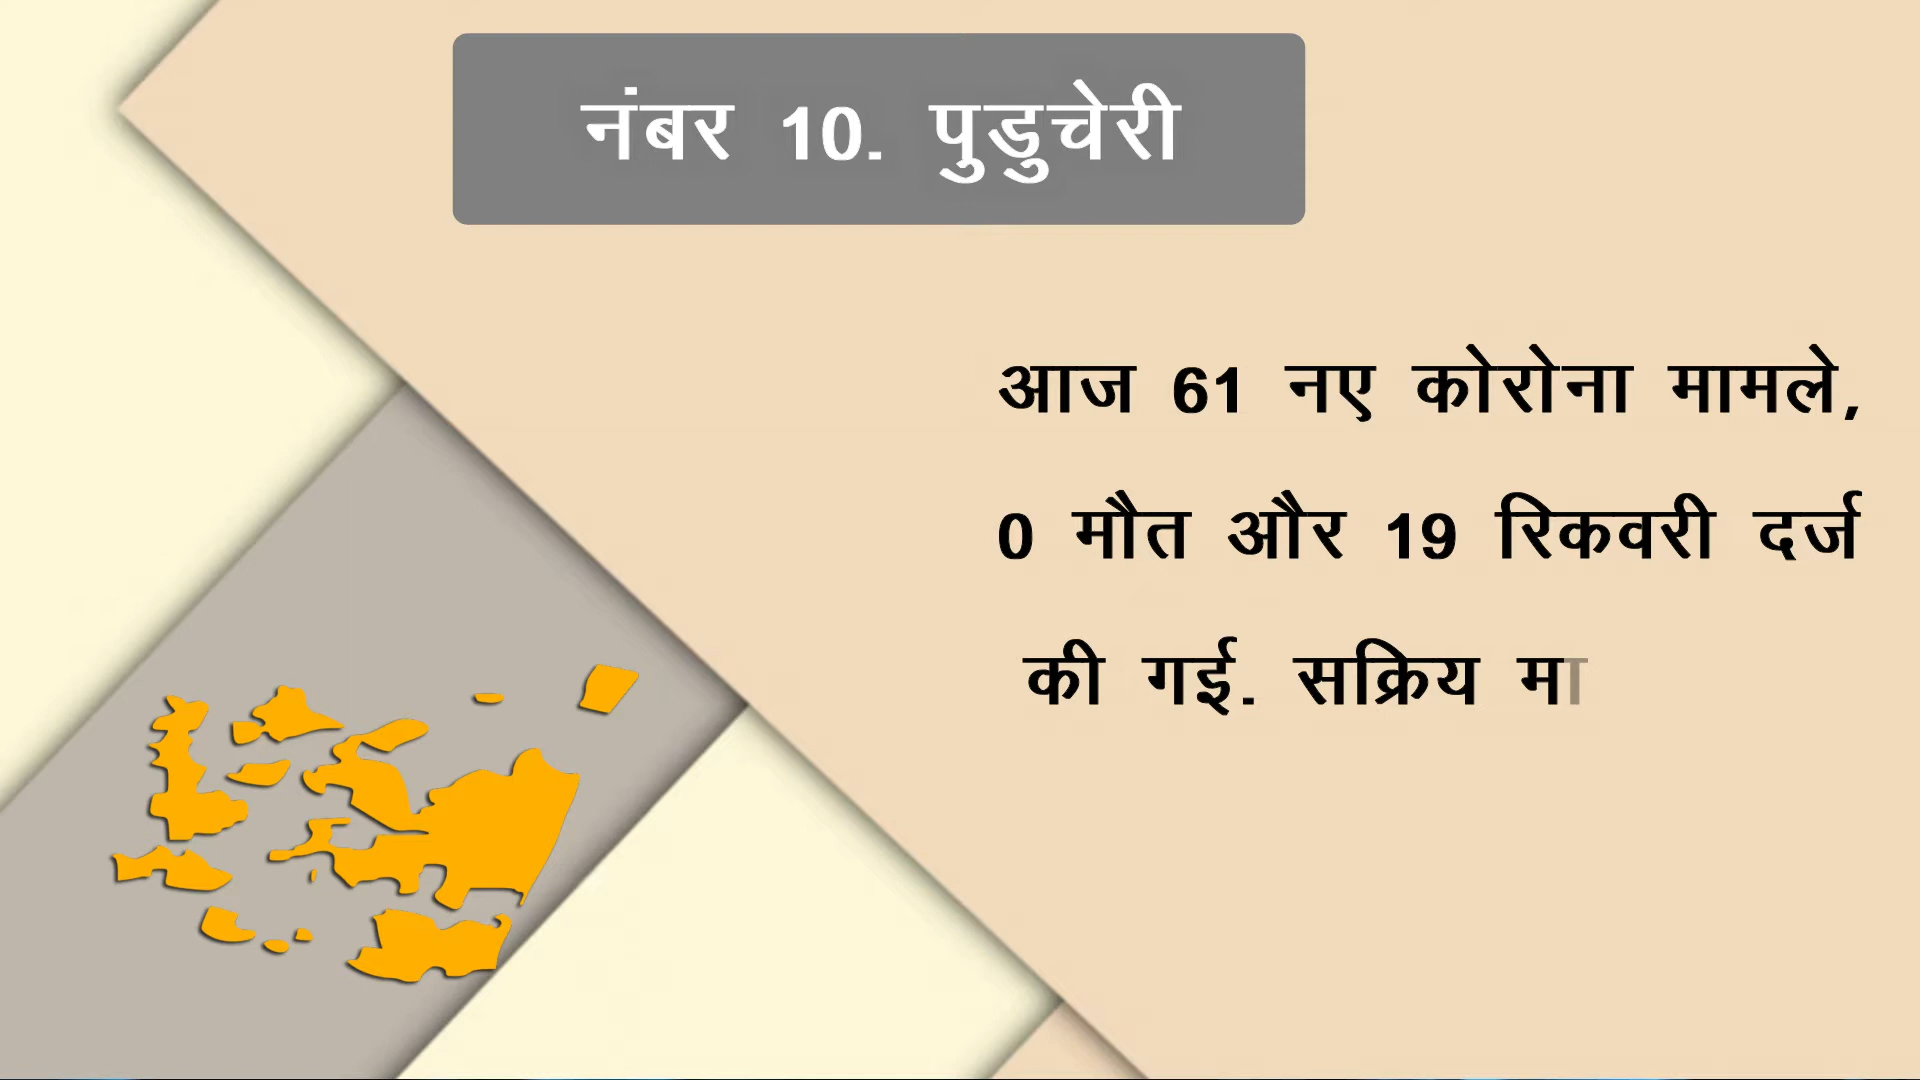 नंबर 10. पुडुचेरी
आज 61 नए कोरोना मामले,
0 मौत और 19 रिकवरी दर्ज
की गई. सक्रिय मा